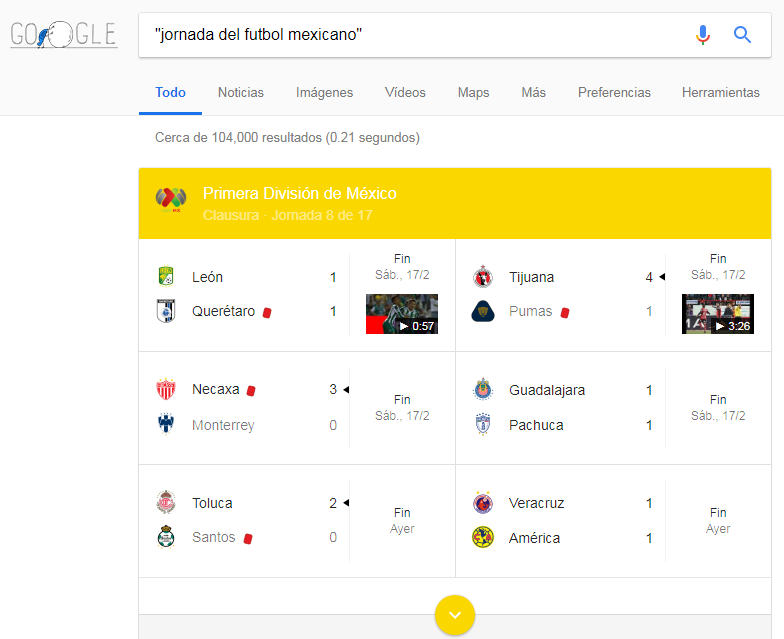 GOOGLE
"jornada del futbol mexicano"
Todo Noticias Imágenes Vídeos Maps Más Preferencias Herramientas
Cerca de 104,000 resultados (0.21 segundos)
Primera División de México
Clausura · Jornada 8 de 17
León 1
Querétaro 1
Fin
Sáb., 17/2
0:57
Tijuana 4
Pumas 1
Fin
Sáb., 17/2
3:26
Necaxa 3
Monterrey 0
Fin
Sáb., 17/2
Guadalajara 1
Pachuca 1
Fin
Sáb., 17/2
Toluca 2
Santos 0
Fin
Ayer
Veracruz 1
América 1
Fin
Ayer